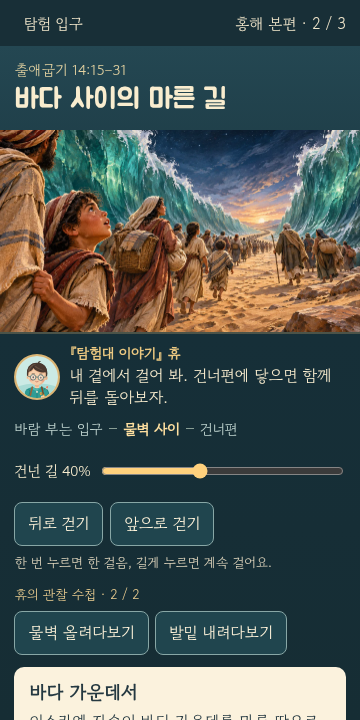 탐험 입구
홍해 본편 · 2 / 3
출애굽기 14:15–31
바다 사이의 마른 길
『탐험대 이야기』 휴
내 곁에서 걸어 봐. 건너편에 닿으면 함께
뒤를 돌아보자.
바람 부는 입구 – 물벽 사이 – 건너편
건넌 길 40%
뒤로 걷기
앞으로 걷기
한 번 누르면 한 걸음, 길게 누르면 계속 걸어요.
휴의 관찰 수첩 · 2 / 2
물벽 올려다보기
발밑 내려다보기
바다 가운데서